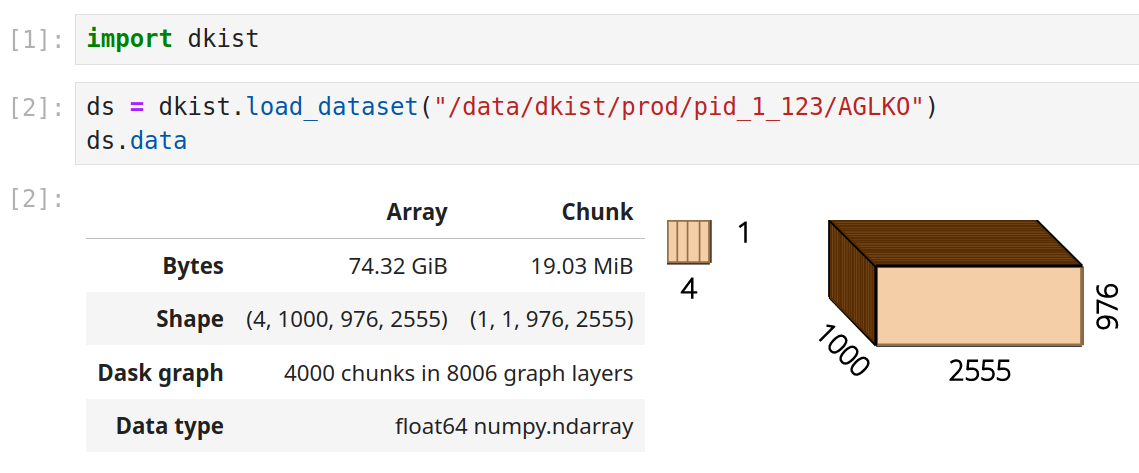 [1]: import dkist
[2]: ds = dkist.load_dataset("/data/dkist/prod/pid_1_123/AGLKO")
ds.data
[2]:
Array Chunk
Bytes 74.32 GiB 19.03 MiB
Shape (4, 1000, 976, 2555) (1, 1, 976, 2555)
Dask graph 4000 chunks in 8006 graph layers
Data type float64 numpy.ndarray
1
4
976
1000
2555